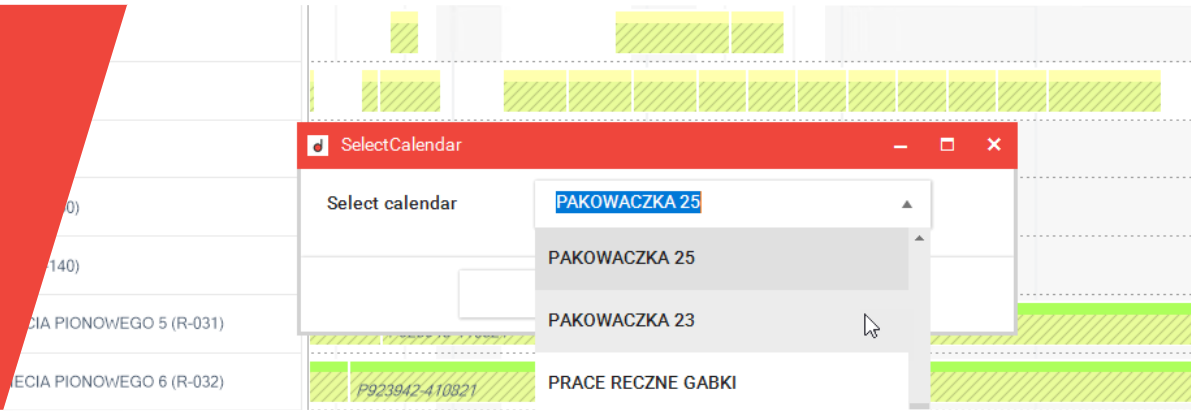 SelectCalendar
0)
Select calendar
PAKOWACZKA 25
PAKOWACZKA 25
140)
PAKOWACZKA 23
CIA PIONOWEGO 5 (R-031)
PRACE RECZNE GABKI
ECIA PIONOWEGO 6 (R-032)
P923942-410821